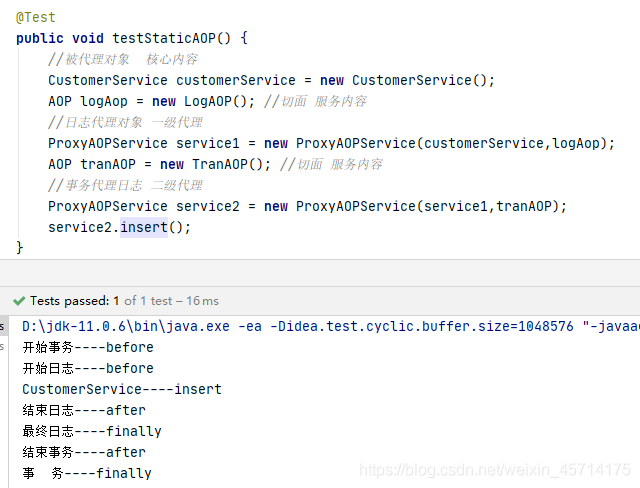 @Test
public void testStaticAOP() {
//被代理对象  核心内容
CustomerService customerService = new CustomerService();
AOP logAop = new LogAOP(); //切面 服务内容
//日志代理对象 一级代理
ProxyAOPService service1 = new ProxyAOPService(customerService,logAop);
AOP tranAOP = new TranAOP(); //切面 服务内容
//事务代理日志 二级代理
ProxyAOPService service2 = new ProxyAOPService(service1,tranAOP);
service2.insert();
}
Tests passed: 1 of 1 test – 16 ms
s D:\jdk-11.0.6\bin\java.exe -ea -Didea.test.cyclic.buffer.size=1048576 "-javaa
s 开始事务----before
开始日志----before
CustomerService----insert
结束日志----after
最终日志----finally
结束事务----after
事  务----finally
https://blog.csdn.net/weixin_45714175